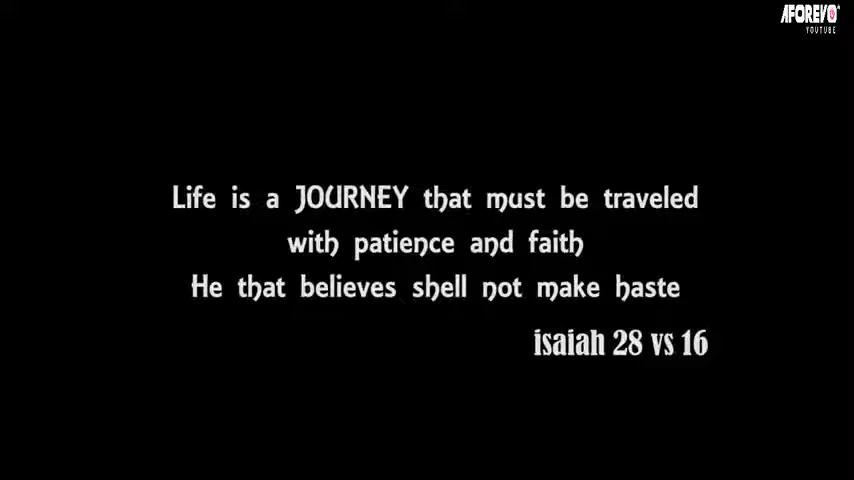 AFOREVO
YOUTUBE
Life is a JOURNEY that must be traveled
with patience and faith
He that believes shell not make haste
isaiah 28 vs 16